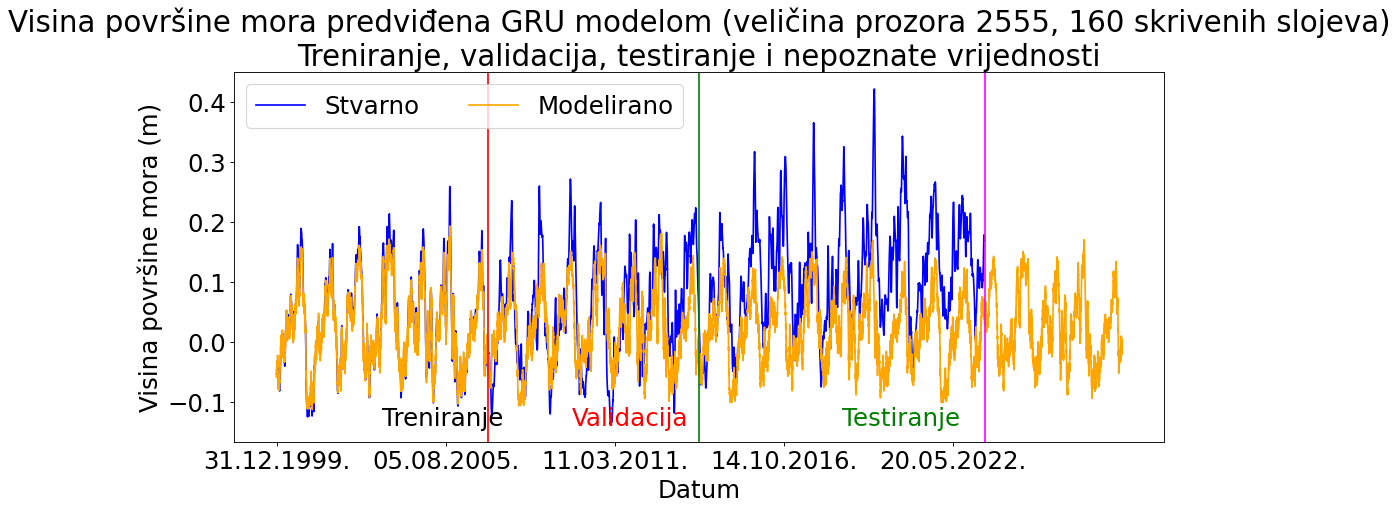 Visina površine mora predviđena GRU modelom (veličina prozora 2555, 160 skrivenih slojeva)
Treniranje, validacija, testiranje i nepoznate vrijednosti
Stvarno Modelirano
Visina površine mora (m)
0.4
0.3
0.2
0.1
0.0
−0.1
Treniranje Validacija Testiranje
31.12.1999. 05.08.2005. 11.03.2011. 14.10.2016. 20.05.2022.
Datum